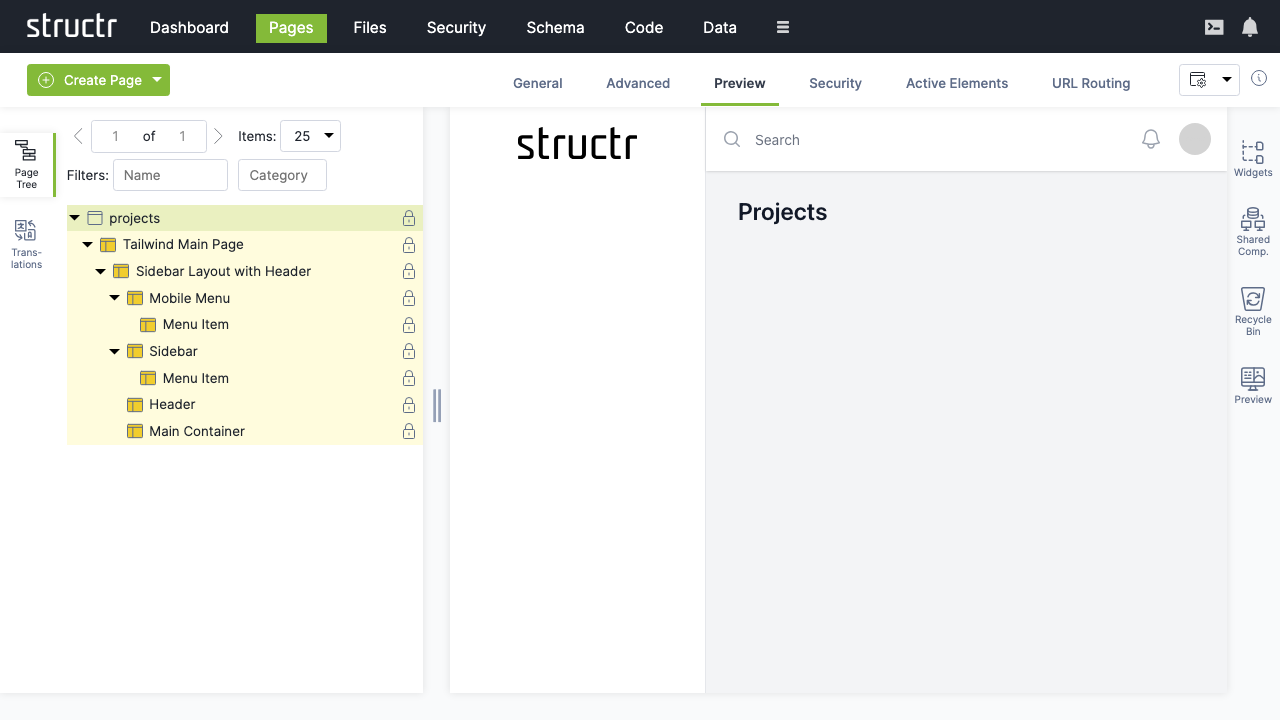 structr Dashboard Pages Files Security Schema Code Data
Create Page
General Advanced Preview Security Active Elements URL Routing
1 of 1 Items: 25
Filters: Name Category
Page
Tree
Trans-
lations
projects
Tailwind Main Page
Sidebar Layout with Header
Mobile Menu
Menu Item
Sidebar
Menu Item
Header
Main Container
structr
Search
Projects
Widgets
Shared
Comp.
Recycle
Bin
Preview